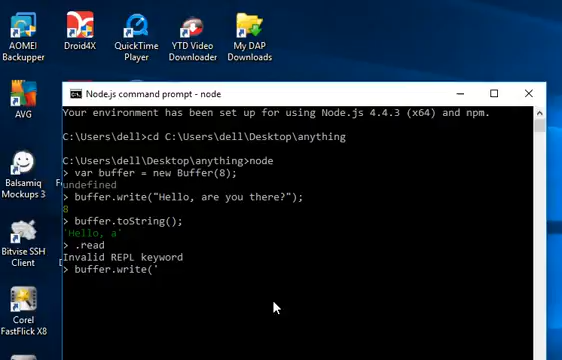 AOMEI
Backupper
Droid4X
QuickTime
Player
YTD Video
Downloader
My DAP
Downloads
AVG
Balsamiq
Mockups 3
Bitvise SSH
Client
Corel
FastFlick X8
Node.js command prompt - node
Your environment has been set up for using Node.js 4.4.3 (x64) and npm.
C:\Users\dell>cd C:\Users\dell\Desktop\anything
C:\Users\dell\Desktop\anything>node
> var buffer = new Buffer(8);
undefined
> buffer.write("Hello, are you there?");
8
> buffer.toString();
'Hello, a'
> .read
Invalid REPL keyword
> buffer.write('